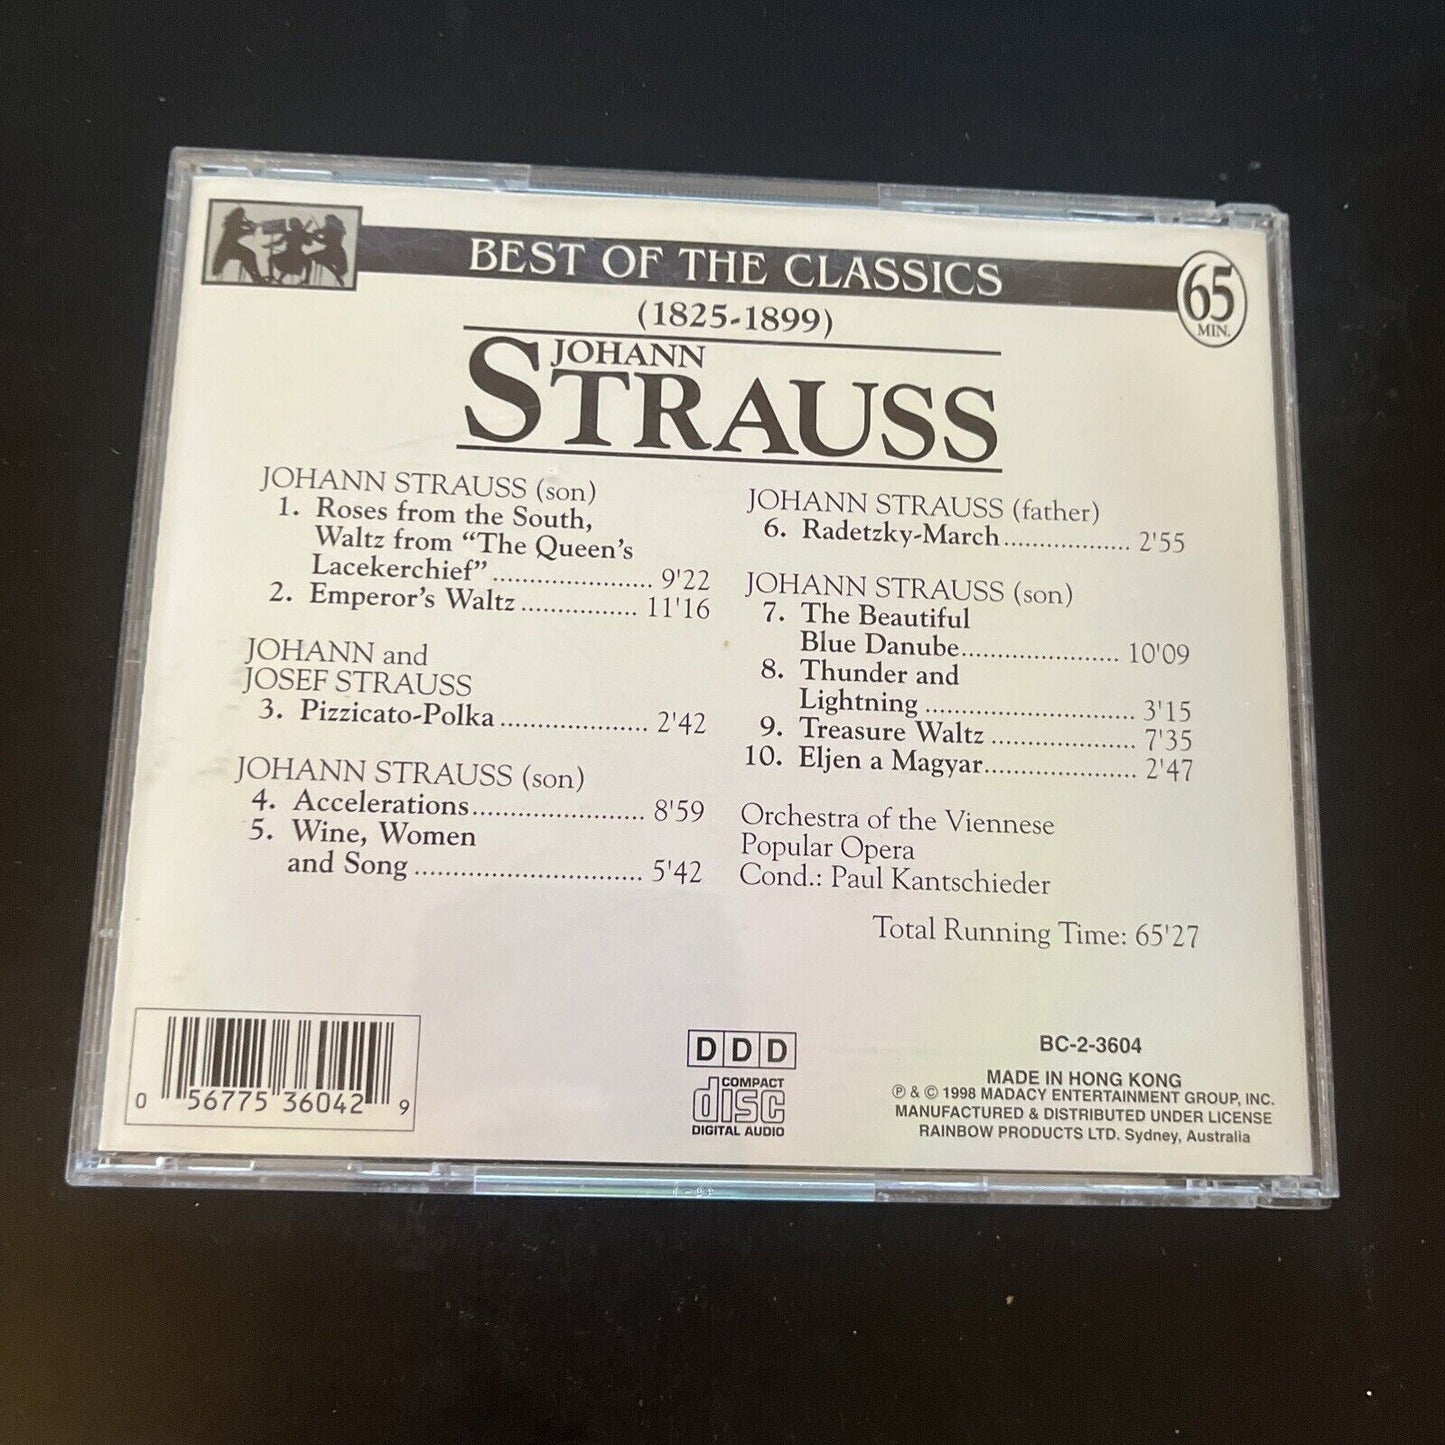 BEST OF THE CLASSICS
65
MIN.
(1825-1899)
JOHANN
STRAUSS
JOHANN STRAUSS (son)
1. Roses from the South,
Waltz from “The Queen’s
Lacekerchief” ..................... 9'22
2. Emperor’s Waltz ............... 11'16
JOHANN and
JOSEF STRAUSS
3. Pizzicato-Polka ................... 2'42
JOHANN STRAUSS (son)
4. Accelerations....................... 8'59
5. Wine, Women
and Song .............................. 5'42
JOHANN STRAUSS (father)
6. Radetzky-March ................. 2'55
JOHANN STRAUSS (son)
7. The Beautiful
Blue Danube..................... 10'09
8. Thunder and
Lightning ............................ 3'15
9. Treasure Waltz ................... 7'35
10. Eljen a Magyar.................... 2'47
Orchestra of the Viennese
Popular Opera
Cond.: Paul Kantschieder
Total Running Time: 65'27
0 56775 36042 9
DDD
COMPACT
disc
DIGITAL AUDIO
BC-2-3604
MADE IN HONG KONG
℗ & © 1998 MADACY ENTERTAINMENT GROUP, INC.
MANUFACTURED & DISTRIBUTED UNDER LICENSE
RAINBOW PRODUCTS LTD. Sydney, Australia